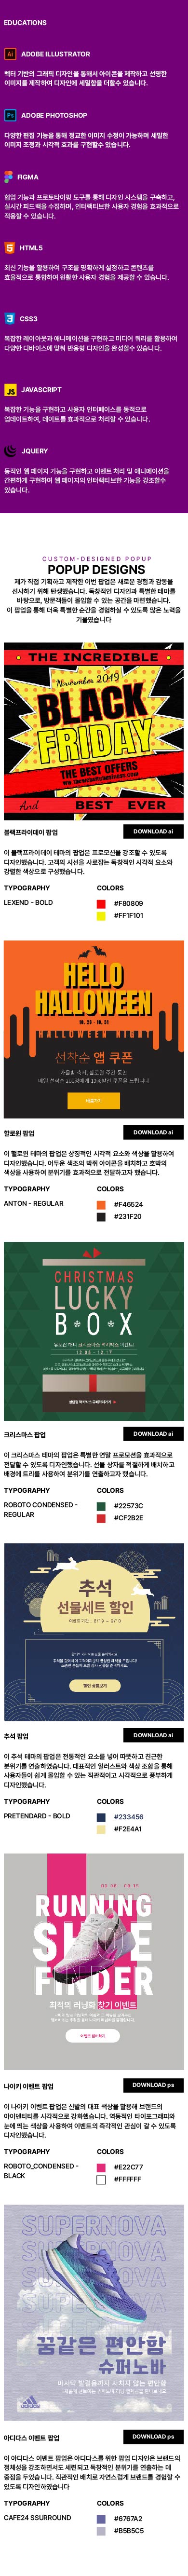 EDUCATIONS
Ai ADOBE ILLUSTRATOR
벡터 기반의 그래픽 디자인을 통해서 아이콘을 제작하고 선명한
이미지를 제작하여 디자인에 세밀함을 더할수 있습니다.
Ps ADOBE PHOTOSHOP
다양한 편집 기능을 통해 정교한 이미지 수정이 가능하며 세밀한
이미지 조정과 시각적 효과를 구현할수 있습니다.
FIGMA
협업 기능과 프로토타이핑 도구를 통해 디자인 시스템을 구축하고,
실시간 피드백을 수집하며, 인터랙티브한 사용자 경험을 효과적으로
적용할 수 있습니다.
HTML5
최신 기능을 활용하여 구조를 명확하게 설정하고 콘텐츠를
효율적으로 통합하여 원활한 사용자 경험을 제공할 수 있습니다.
CSS3
복잡한 레이아웃과 애니메이션을 구현하고 미디어 쿼리를 활용하여
다양한 디바이스에 맞춰 반응형 디자인을 완성할수 있습니다.
JS JAVASCRIPT
복잡한 기능을 구현하고 사용자 인터페이스를 동적으로
업데이트하여, 데이트를 효과적으로 처리할 수 있습니다.
JQUERY
동적인 웹 페이지 기능을 구현하고 이벤트 처리 및 애니메이션을
간편하게 구현하여 웹 페이지의 인터랙티브한 기능을 강조할수
있습니다.
CUSTOM-DESIGNED POPUP
POPUP DESIGNS
제가 직접 기획하고 제작한 이번 팝업은 새로운 경험과 감동을
선사하기 위해 탄생했습니다. 독창적인 디자인과 특별한 테마를
바탕으로, 방문객들이 몰입할 수 있는 공간을 마련했습니다.
이 팝업을 통해 더욱 특별한 순간을 경험하실 수 있도록 많은 노력을
기울였습니다
THE INCREDIBLE
November 2019
BLACK
FRIDAY
THE BEST OFFERS
And BEST EVER
블랙프라이데이 팝업
DOWNLOAD ai
이 블랙프라이데이 테마의 팝업은 프로모션을 강조할 수 있도록
디자인했습니다. 고객의 시선을 사로잡는 독창적인 시각적 요소와
강렬한 색상으로 구성했습니다.
TYPOGRAPHY COLORS
LEXEND - BOLD
#F80809
#FF1F101
HELLO
HALLOWEEN
10. 29 - 10. 31
HALLOWEEN NIGHT
선착순 앱 쿠폰
할로윈 팝업
DOWNLOAD ai
이 핼로윈 테마의 팝업은 상징적인 시각적 요소와 색상을 활용하여
디자인했습니다. 어두운 색조의 박쥐 아이콘을 배치하고 호박의
색상을 사용하여 분위기를 효과적으로 전달하고자 했습니다.
TYPOGRAPHY COLORS
ANTON - REGULAR
#F46524
#231F20
CHRISTMAS
LUCKY
B*O*X
12.08 - 12.17
크리스마스 팝업
DOWNLOAD ai
이 크리스마스 테마의 팝업은 특별한 연말 프로모션을 효과적으로
전달할 수 있도록 디자인했습니다. 선물 상자를 적절하게 배치하고
배경에 트리를 사용하여 분위기를 연출하고자 했습니다.
TYPOGRAPHY COLORS
ROBOTO CONDENSED -
REGULAR
#22573C
#CF2B2E
추석
선물세트 할인
추석 팝업
DOWNLOAD ai
이 추석 테마의 팝업은 전통적인 요소를 넣어 따뜻하고 친근한
분위기를 연출하였습니다. 대표적인 일러스트와 색상 조합을 통해
사용자들이 쉽게 몰입할 수 있는 직관적이고 시각적으로 풍부하게
디자인했습니다.
TYPOGRAPHY COLORS
PRETENDARD - BOLD
#233456
#F2E4A1
RUNNING
SHOE
FINDER
최적의 러닝화 찾기 이벤트
나이키 이벤트 팝업
DOWNLOAD ps
이 나이키 이벤트 팝업은 신발의 대표 색상을 활용해 브랜드의
아이덴티티를 시각적으로 강화했습니다. 역동적인 타이포그래피와
눈에 띄는 색상을 사용하여 이벤트의 즉각적인 관심이 갈 수 있도록
디자인했습니다.
TYPOGRAPHY COLORS
ROBOTO_CONDENSED -
BLACK
#E22C77
#FFFFFF
SUPERNOVA
SUPERNOVA
꿈같은 편안함
슈퍼노바
adidas
아디다스 이벤트 팝업
DOWNLOAD ps
이 아디다스 이벤트 팝업은 아디다스를 위한 팝업 디자인은 브랜드의
정체성을 강조하면서도 세련되고 독창적인 분위기를 연출하는 데
중점을 두었습니다. 직관적인 배치로 자연스럽게 브랜드를 경험할 수
있도록 디자인하였습니다
TYPOGRAPHY COLORS
CAFE24 SSURROUND
#6767A2
#B5B5C5